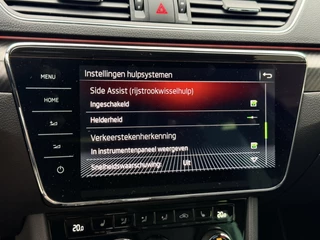 MENU
Instellingen hulpsystemen
Side Assist (rijstrookwisselhulp)
HOME
Ingeschakeld
Helderheid
Verkeerstekenherkenning
In instrumentenpaneel weergeven
Snelheidswaarschuwing: Uit
20.0
20.0